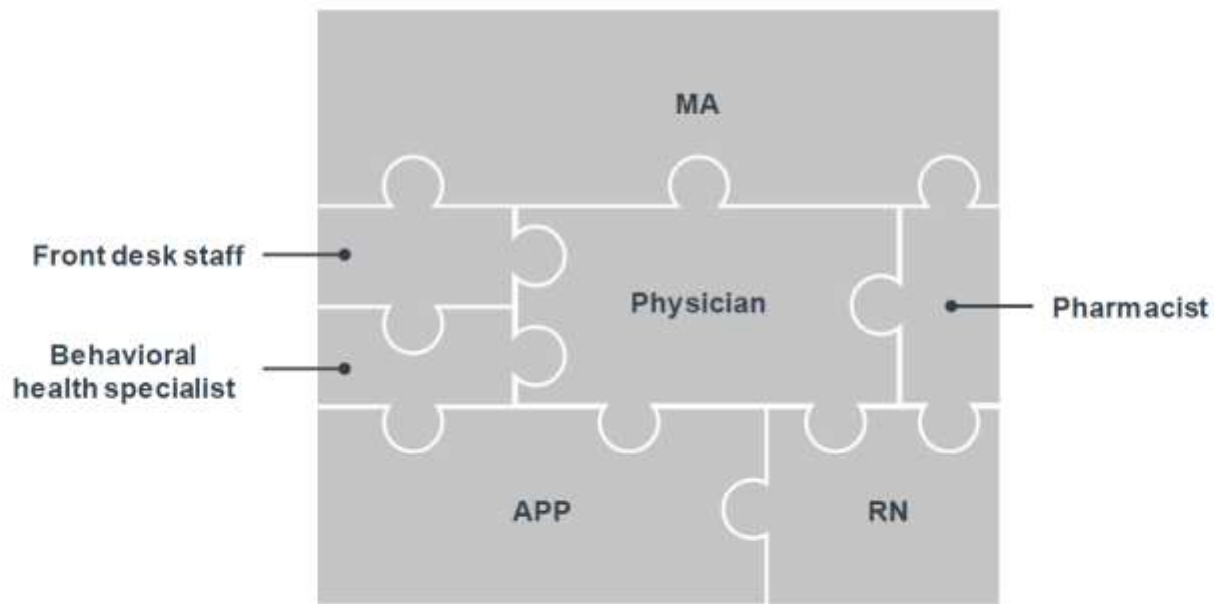 MA
Front desk staff
Physician
Pharmacist
Behavioral
health specialist
APP
RN